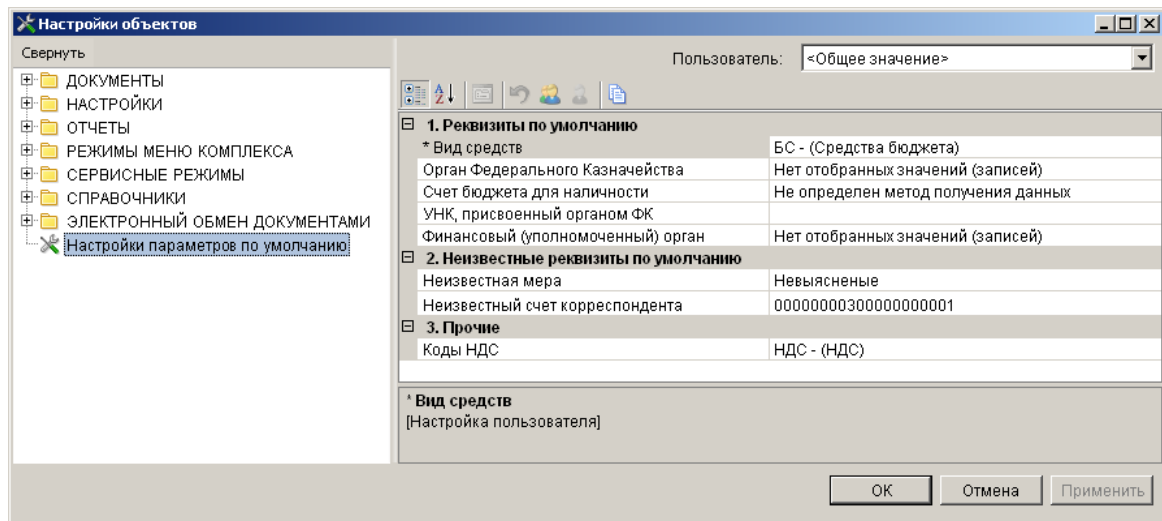 Настройки объектов
Свернуть
Пользователь: <Общее значение>
ДОКУМЕНТЫ
НАСТРОЙКИ
ОТЧЕТЫ
РЕЖИМЫ МЕНЮ КОМПЛЕКСА
СЕРВИСНЫЕ РЕЖИМЫ
СПРАВОЧНИКИ
ЭЛЕКТРОННЫЙ ОБМЕН ДОКУМЕНТАМИ
Настройки параметров по умолчанию
1. Реквизиты по умолчанию
* Вид средств БС - (Средства бюджета)
Орган Федерального Казначейства Нет отобранных значений (записей)
Счет бюджета для наличности Не определен метод получения данных
УНК, присвоенный органом ФК
Финансовый (уполномоченный) орган Нет отобранных значений (записей)
2. Неизвестные реквизиты по умолчанию
Неизвестная мера Невыясненые
Неизвестный счет корреспондента 00000000300000000001
3. Прочие
Коды НДС НДС - (НДС)
* Вид средств
[Настройка пользователя]
ОК Отмена Применить